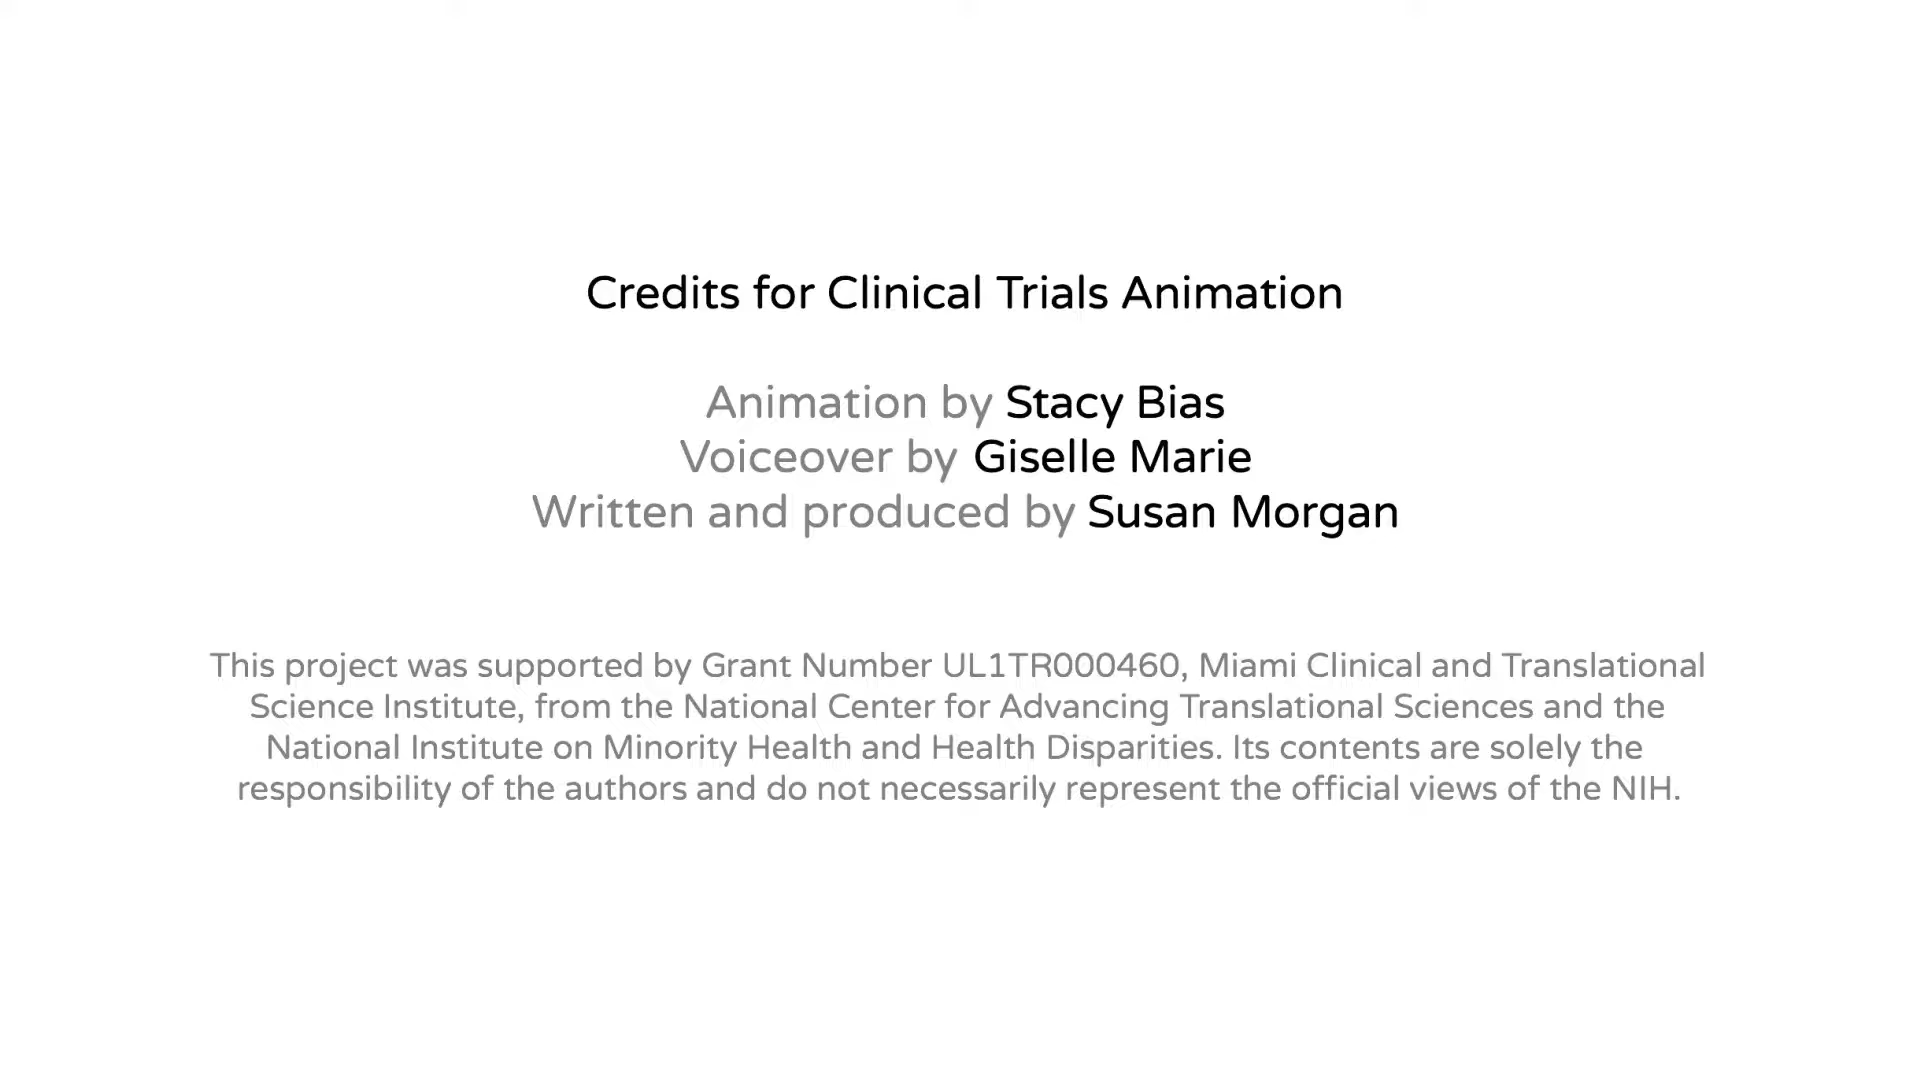 Credits for Clinical Trials Animation
Animation by Stacy Bias
Voiceover by Giselle Marie
Written and produced by Susan Morgan
This project was supported by Grant Number UL1TR000460, Miami Clinical and Translational
Science Institute, from the National Center for Advancing Translational Sciences and the
National Institute on Minority Health and Health Disparities. Its contents are solely the
responsibility of the authors and do not necessarily represent the official views of the NIH.